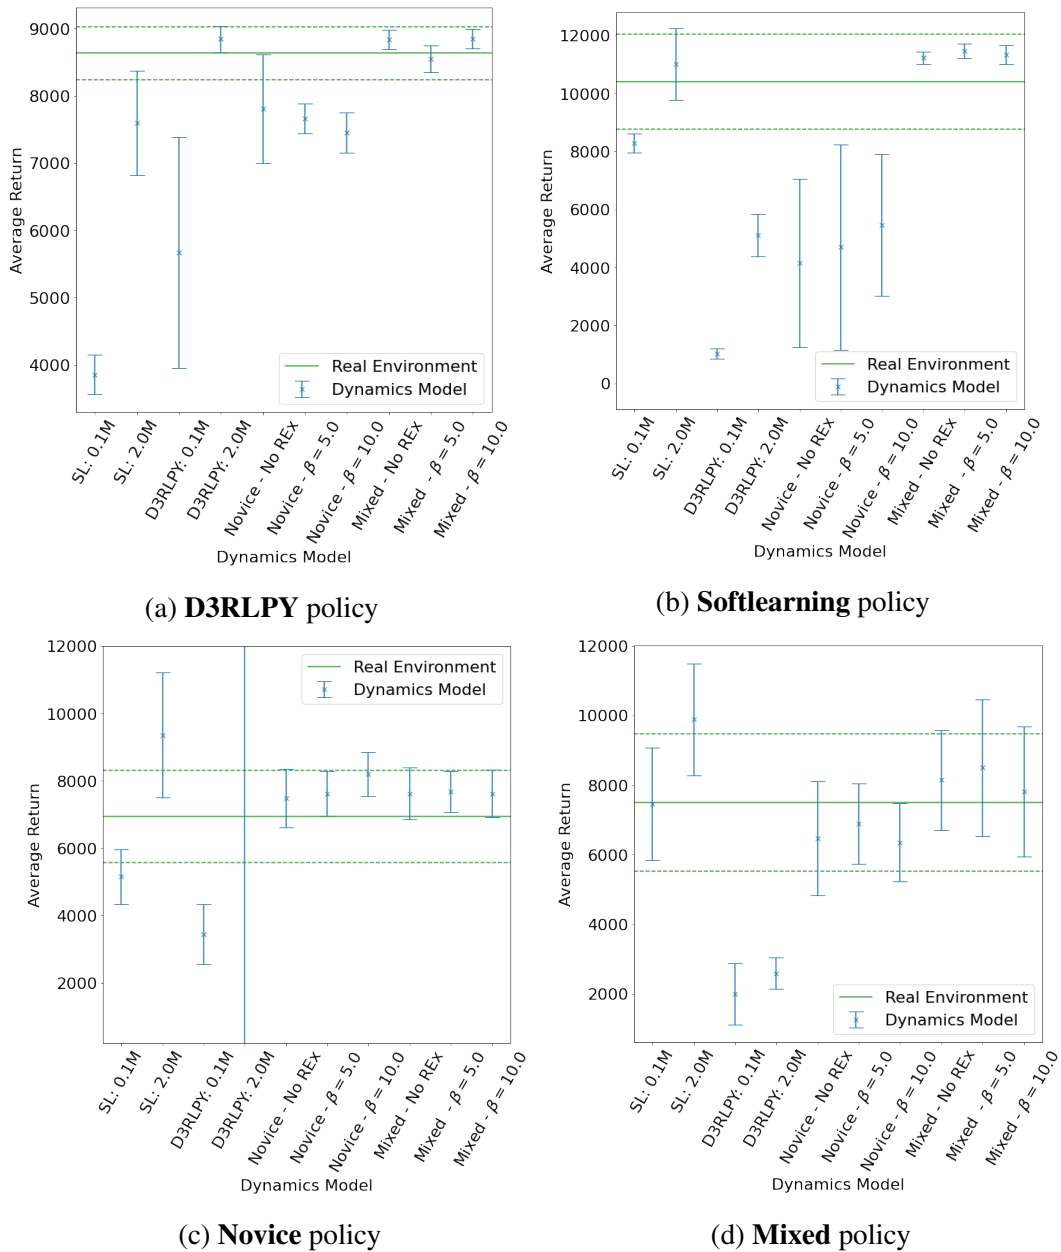 9000
8000
7000
6000
5000
4000
Average Return
Real Environment
Dynamics Model
SL: 0.1M
SL: 2.0M
D3RLPY: 0.1M
D3RLPY: 2.0M
Novice - No REx
Novice - β = 5.0
Novice - β = 10.0
Mixed - No REx
Mixed - β = 5.0
Mixed - β = 10.0
Dynamics Model
(a) D3RLPY policy
12000
10000
8000
6000
4000
2000
0
Average Return
Real Environment
Dynamics Model
SL: 0.1M
SL: 2.0M
D3RLPY: 0.1M
D3RLPY: 2.0M
Novice - No REx
Novice - β = 5.0
Novice - β = 10.0
Mixed - No REx
Mixed - β = 5.0
Mixed - β = 10.0
Dynamics Model
(b) Softlearning policy
12000
10000
8000
6000
4000
2000
Average Return
Real Environment
Dynamics Model
SL: 0.1M
SL: 2.0M
D3RLPY: 0.1M
D3RLPY: 2.0M
Novice - No REx
Novice - β = 5.0
Novice - β = 10.0
Mixed - No REx
Mixed - β = 5.0
Mixed - β = 10.0
Dynamics Model
(c) Novice policy
12000
10000
8000
6000
4000
2000
Average Return
Real Environment
Dynamics Model
SL: 0.1M
SL: 2.0M
D3RLPY: 0.1M
D3RLPY: 2.0M
Novice - No REx
Novice - β = 5.0
Novice - β = 10.0
Mixed - No REx
Mixed - β = 5.0
Mixed - β = 10.0
Dynamics Model
(d) Mixed policy